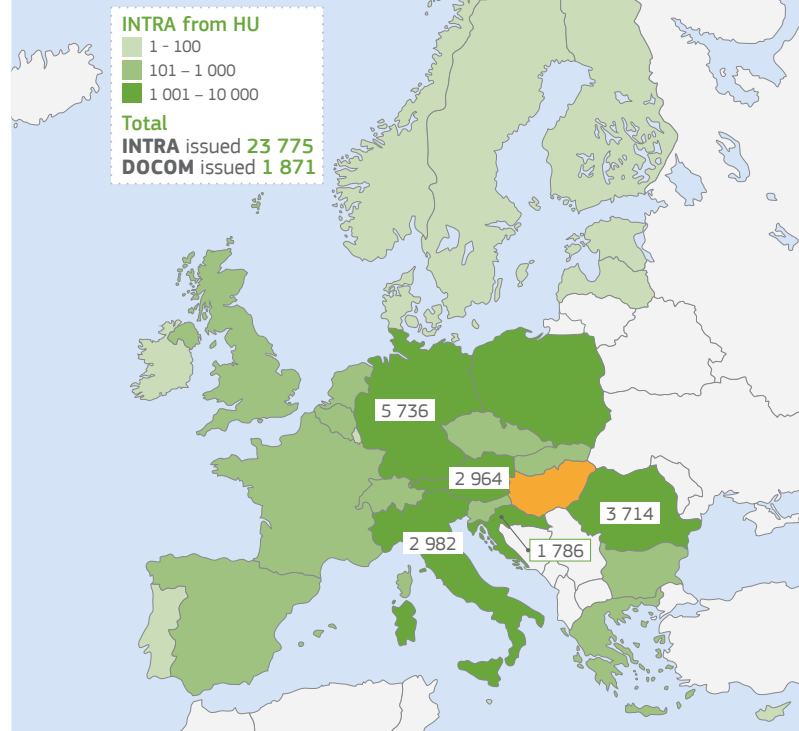 INTRA from HU
1 - 100
101 – 1 000
1 001 – 10 000
Total
INTRA issued 23 775
DOCOM issued 1 871
5 736
2 964
3 714
2 982
1 786